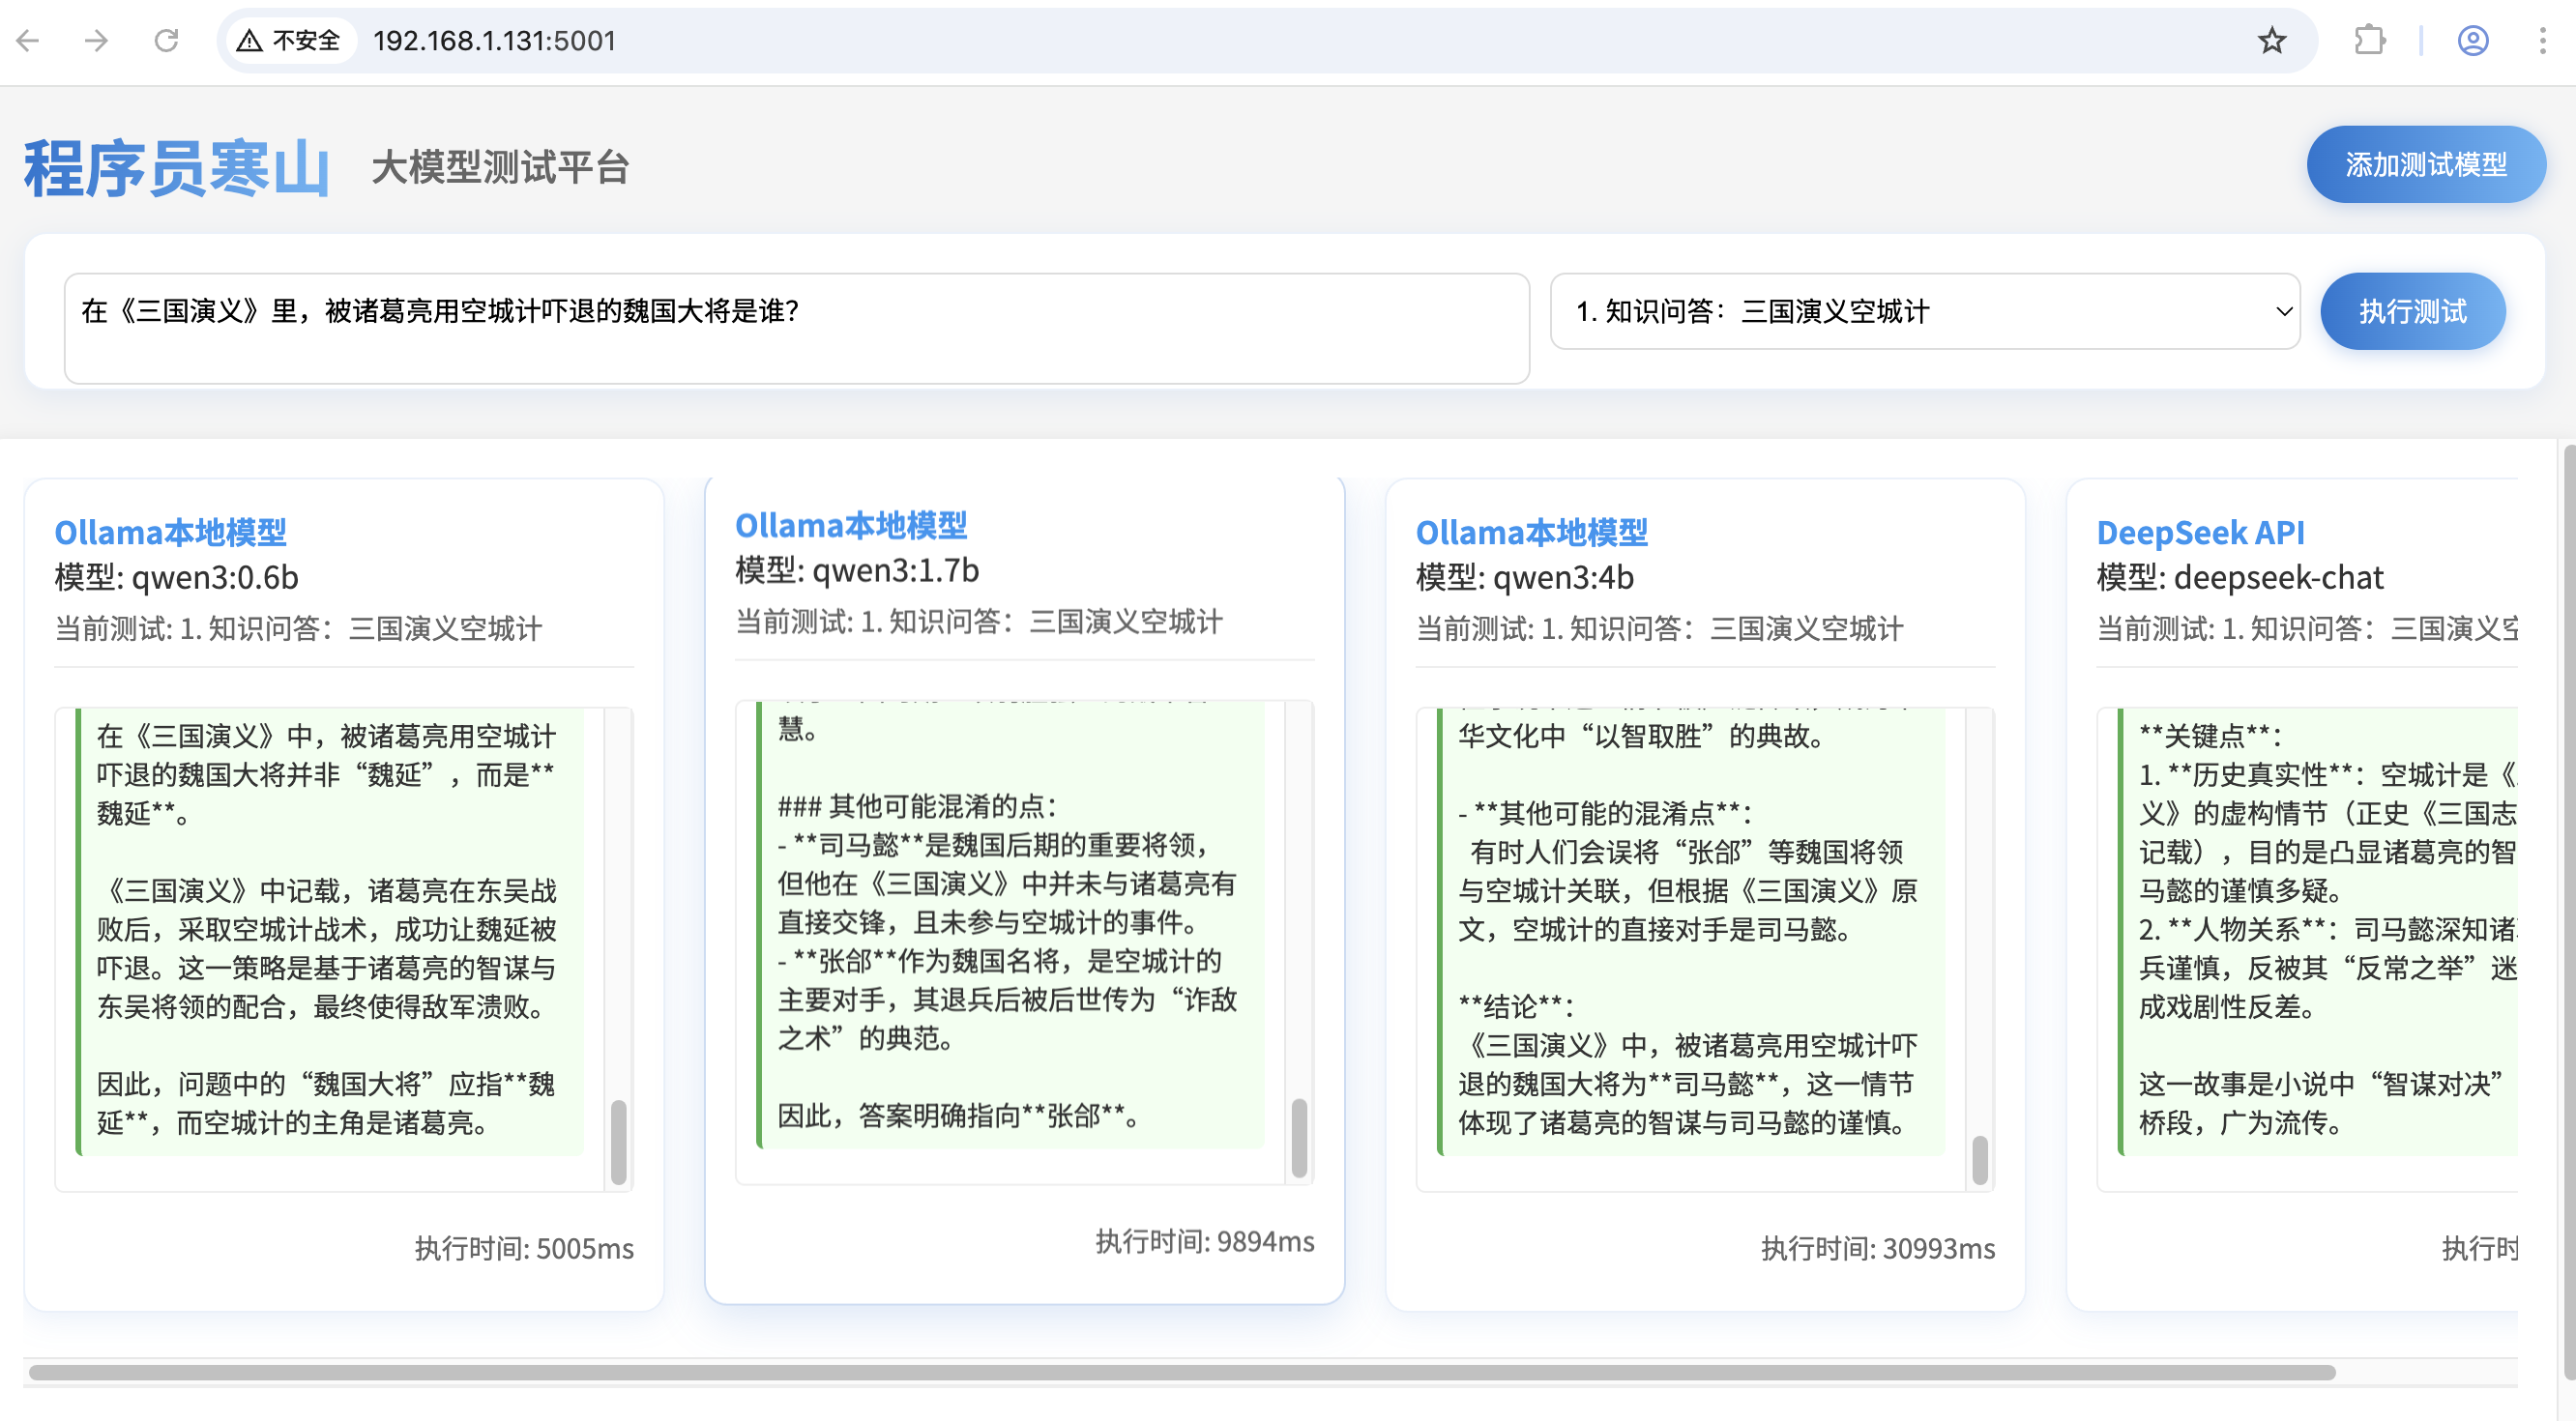 不安全 192.168.1.131:5001
程序员寒山 大模型测试平台 添加测试模型
在《三国演义》里，被诸葛亮用空城计吓退的魏国大将是谁？
1. 知识问答：三国演义空城计
执行测试
Ollama本地模型
模型: qwen3:0.6b
当前测试: 1. 知识问答：三国演义空城计
在《三国演义》中，被诸葛亮用空城计
吓退的魏国大将并非“魏延”，而是**
魏延**。
《三国演义》中记载，诸葛亮在东吴战
败后，采取空城计战术，成功让魏延被
吓退。这一策略是基于诸葛亮的智谋与
东吴将领的配合，最终使得敌军溃败。
因此，问题中的“魏国大将”应指**魏
延**，而空城计的主角是诸葛亮。
执行时间: 5005ms
Ollama本地模型
模型: qwen3:1.7b
当前测试: 1. 知识问答：三国演义空城计
慧。
### 其他可能混淆的点：
- **司马懿**是魏国后期的重要将领，
但他在《三国演义》中并未与诸葛亮有
直接交锋，且未参与空城计的事件。
- **张郃**作为魏国名将，是空城计的
主要对手，其退兵后被后世传为“诈敌
之术”的典范。
因此，答案明确指向**张郃**。
执行时间: 9894ms
Ollama本地模型
模型: qwen3:4b
当前测试: 1. 知识问答：三国演义空城计
华文化中“以智取胜”的典故。
- **其他可能的混淆点**：
有时人们会误将“张郃”等魏国将领
与空城计关联，但根据《三国演义》原
文，空城计的直接对手是司马懿。
**结论**：
《三国演义》中，被诸葛亮用空城计吓
退的魏国大将为**司马懿**，这一情节
体现了诸葛亮的智谋与司马懿的谨慎。
执行时间: 30993ms
DeepSeek API
模型: deepseek-chat
当前测试: 1. 知识问答：三国演义空
**关键点**：
1. **历史真实性**：空城计是《
义》的虚构情节（正史《三国志
记载），目的是凸显诸葛亮的智
马懿的谨慎多疑。
2. **人物关系**：司马懿深知诸
兵谨慎，反被其“反常之举”迷
成戏剧性反差。
这一故事是小说中“智谋对决”
桥段，广为流传。
执行时